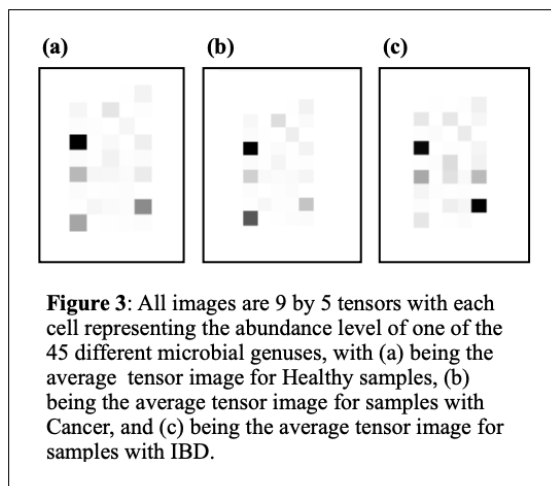 (a) (b) (c)
Figure 3: All images are 9 by 5 tensors with each
cell representing the abundance level of one of the
45 different microbial genuses, with (a) being the
average tensor image for Healthy samples, (b)
being the average tensor image for samples with
Cancer, and (c) being the average tensor image for
samples with IBD.